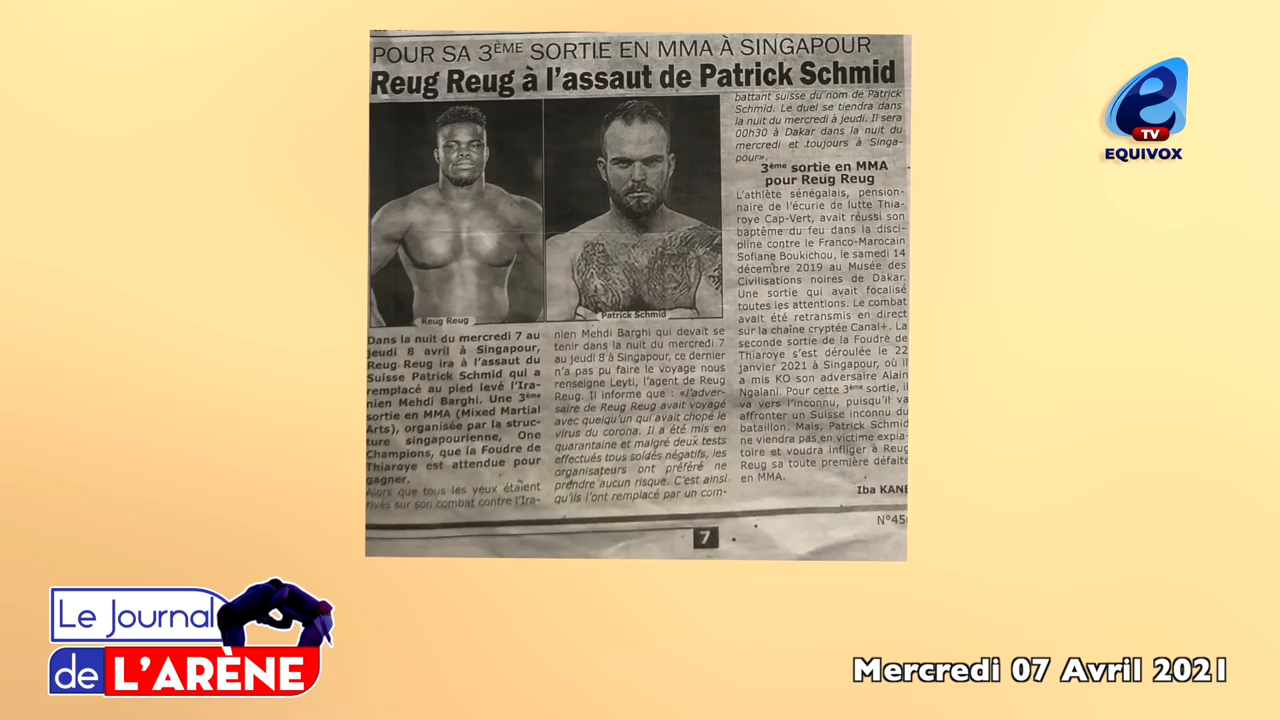 POUR SA 3ÈME SORTIE EN MMA À SINGAPOUR
Reug Reug à l'assaut de Patrick Schmid
Reug Reug
Patrick Schmid
Dans la nuit du mercredi 7 au
jeudi 8 avril à Singapour,
Reug Reug ira à l'assaut du
Suisse Patrick Schmid qui a
remplacé au pied levé l'Ira-
nien Mehdi Barghi. Une 3ème
sortie en MMA (Mixed Martial
Arts), organisée par la struc-
ture singapourienne, One
Champions, que la Foudre de
Thiaroye est attendue pour
gagner.
Alors que tous les yeux étaient
rivés sur son combat contre l'Ira-
nien Mehdi Barghi qui devait se
tenir dans la nuit du mercredi 7
au jeudi 8 à Singapour, ce dernier
n'a pas pu faire le voyage nous
renseigne Leyti, l'agent de Reug
Reug. Il informe que : «l'adver-
saire de Reug Reug avait voyagé
avec quelqu'un qui avait chopé le
virus du corona. Il a été mis en
quarantaine et malgré deux tests
effectués tous soldés négatifs, les
organisateurs ont préféré ne
prendre aucun risque. C'est ainsi
qu'ils l'ont remplacé par un com-
battant suisse du nom de Patrick
Schmid. Le duel se tiendra dans
la nuit du mercredi à jeudi. Il sera
00h30 à Dakar dans la nuit du
mercredi et toujours à Singa-
pour».
3ème sortie en MMA
pour Reug Reug
L'athlète sénégalais, pension-
naire de l'écurie de lutte Thia-
roye Cap-Vert, avait réussi son
baptême du feu dans la disci-
pline contre le Franco-Marocain
Sofiane Boukichou, le samedi 14
décembre 2019 au Musée des
Civilisations noires de Dakar.
Une sortie qui avait focalisé
toutes les attentions. Le combat
avait été retransmis en direct
sur la chaîne cryptée Canal+. La
seconde sortie de la Foudre de
Thiaroye s'est déroulée le 22
janvier 2021 à Singapour, où il
a mis KO son adversaire Alain
Ngalani. Pour cette 3ème sortie, il
va vers l'inconnu, puisqu'il va
affronter un Suisse inconnu du
bataillon. Mais, Patrick Schmid
ne viendra pas en victime expia-
toire et voudra infliger à Reug
Reug sa toute première défaite
en MMA.
Iba KANE
N°45
7
e
TV
EQUIVOX
Le Journal
de L'ARÈNE
Mercredi 07 Avril 2021